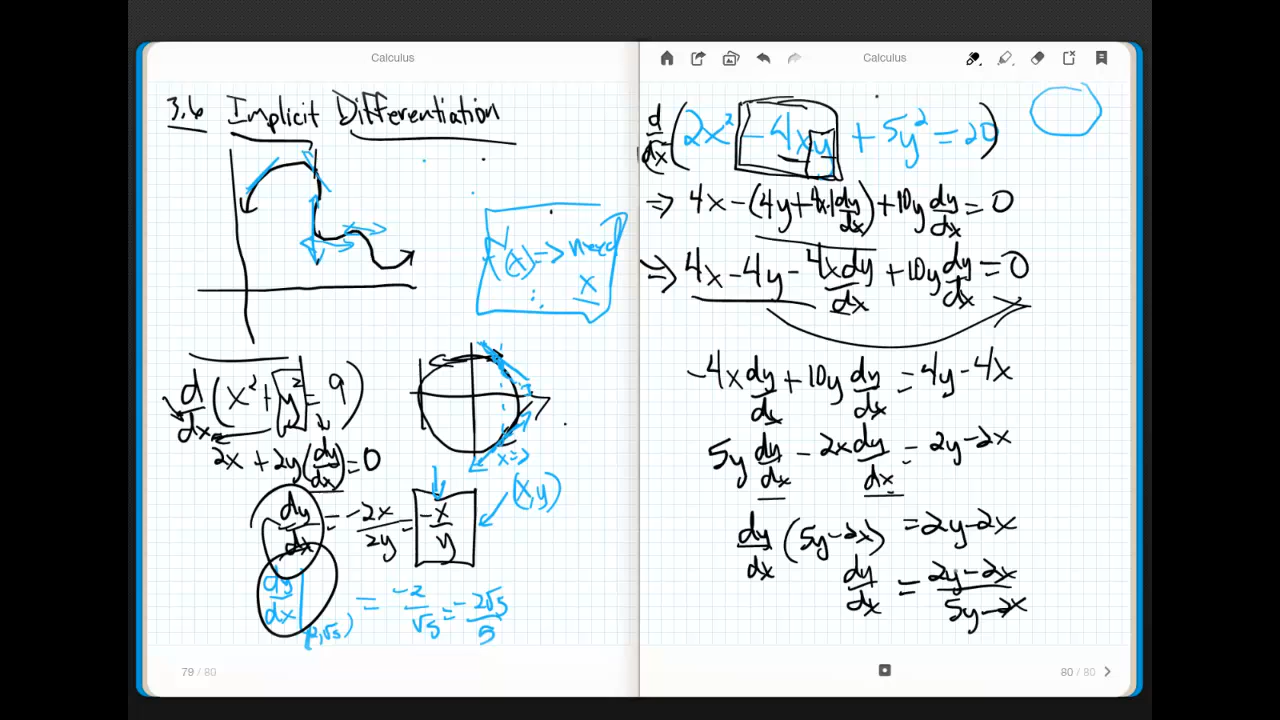 Calculus
3.6 Implicit Differentiation
f'(x) => need
x
d/dx (x² + y² = 9)
2x + 2y (dy/dx) = 0
x=2
(x,y)
dy/dx = -2x/2y = -x/y
dy/dx |(2,√5) = -2/√5 = -2√5/5
79 / 80
Calculus
d/dx (2x² - 4xy + 5y² = 20)
=> 4x - (4y + 4x·1dy/dx) + 10y dy/dx = 0
=> 4x - 4y - 4xdy/dx + 10y dy/dx = 0
-4x dy/dx + 10y dy/dx = 4y - 4x
5y dy/dx - 2x dy/dx = 2y - 2x
dy/dx (5y - 2x) = 2y - 2x
dy/dx = 2y - 2x/5y - 2x
80 / 80